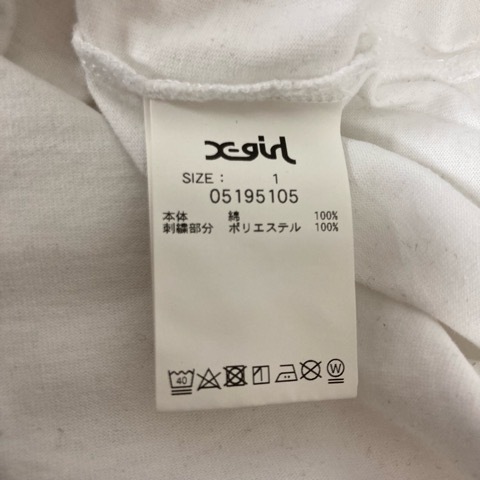 X-girl
SIZE: 1
05195105
本体 綿 100%
刺繍部分 ポリエステル 100%
40 W